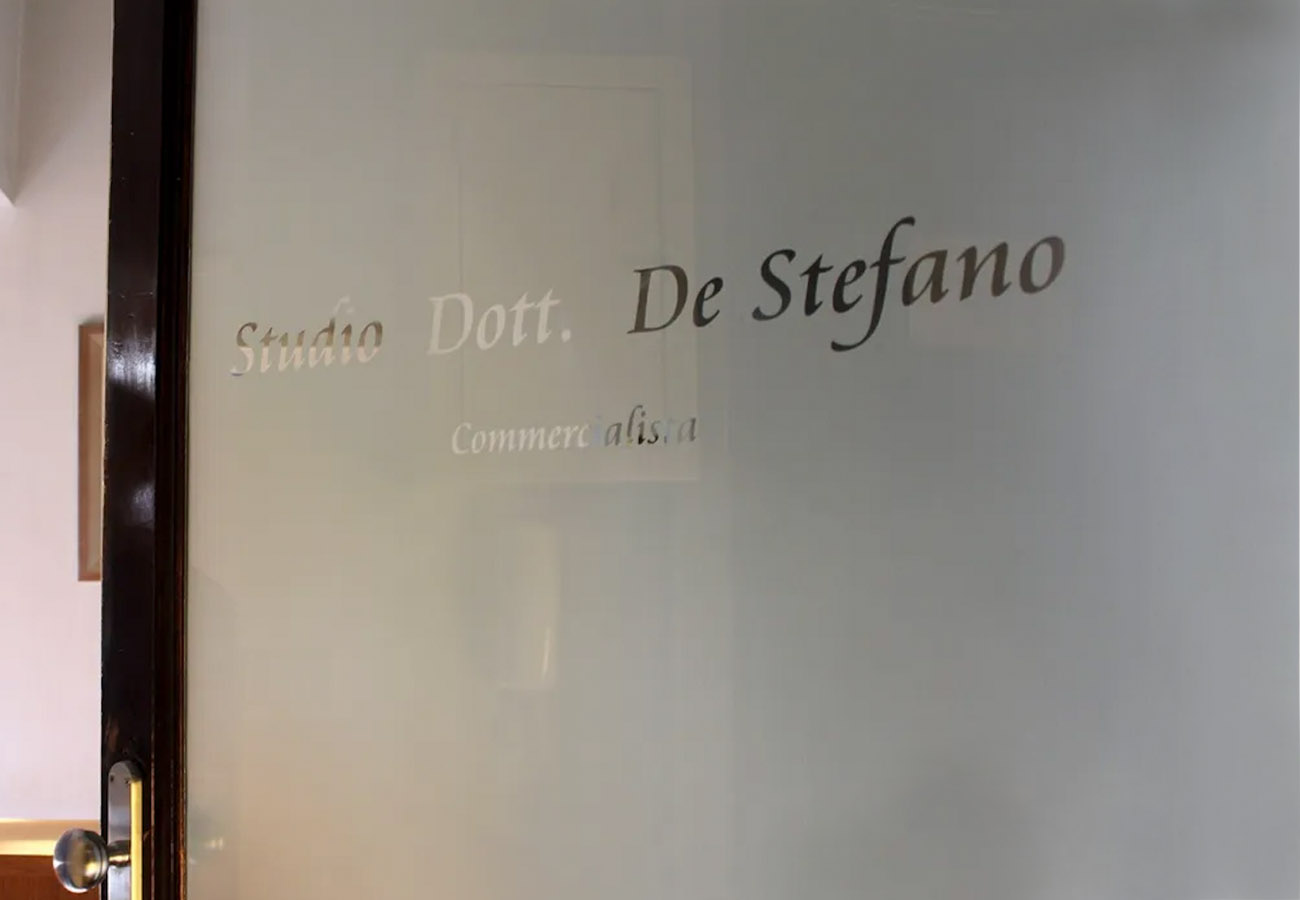 Studio Dott. De Stefano
Commercialista